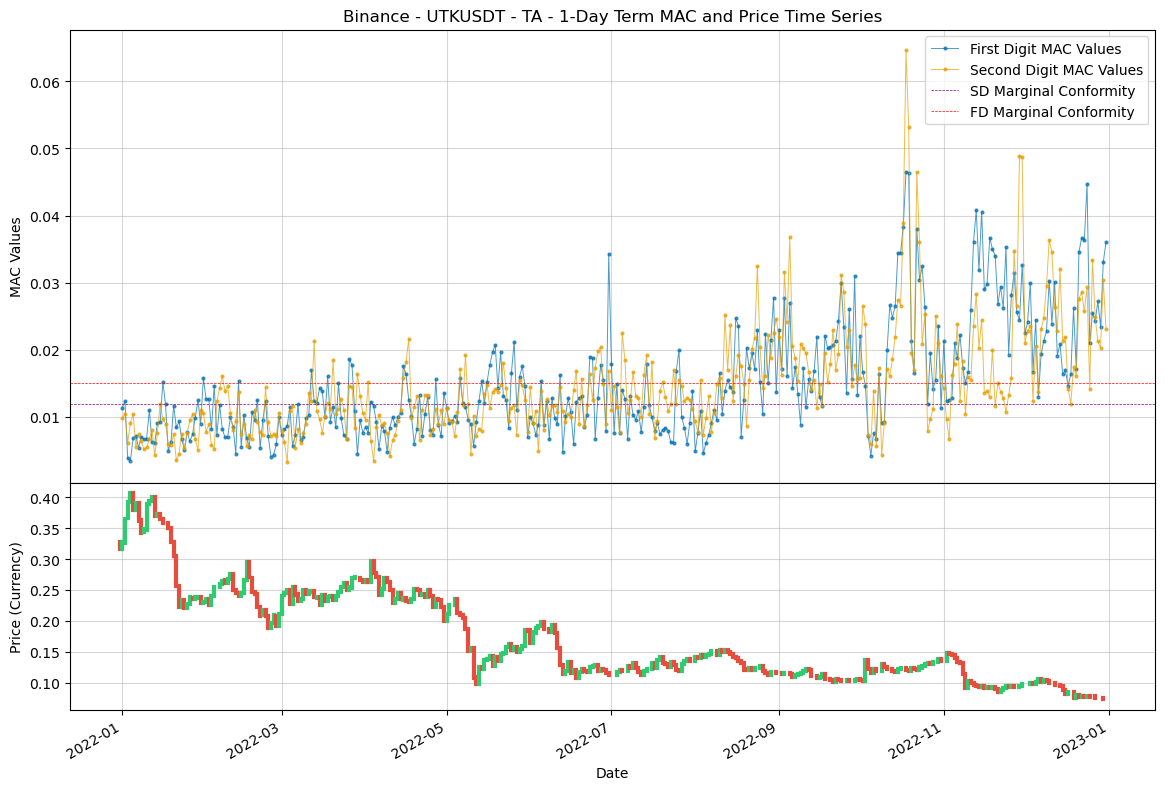 Binance - UTKUSDT - TA - 1-Day Term MAC and Price Time Series
First Digit MAC Values
Second Digit MAC Values
SD Marginal Conformity
FD Marginal Conformity
MAC Values
0.06
0.05
0.04
0.03
0.02
0.01
Price (Currency)
0.40
0.35
0.30
0.25
0.20
0.15
0.10
2022-01
2022-03
2022-05
2022-07
2022-09
2022-11
2023-01
Date